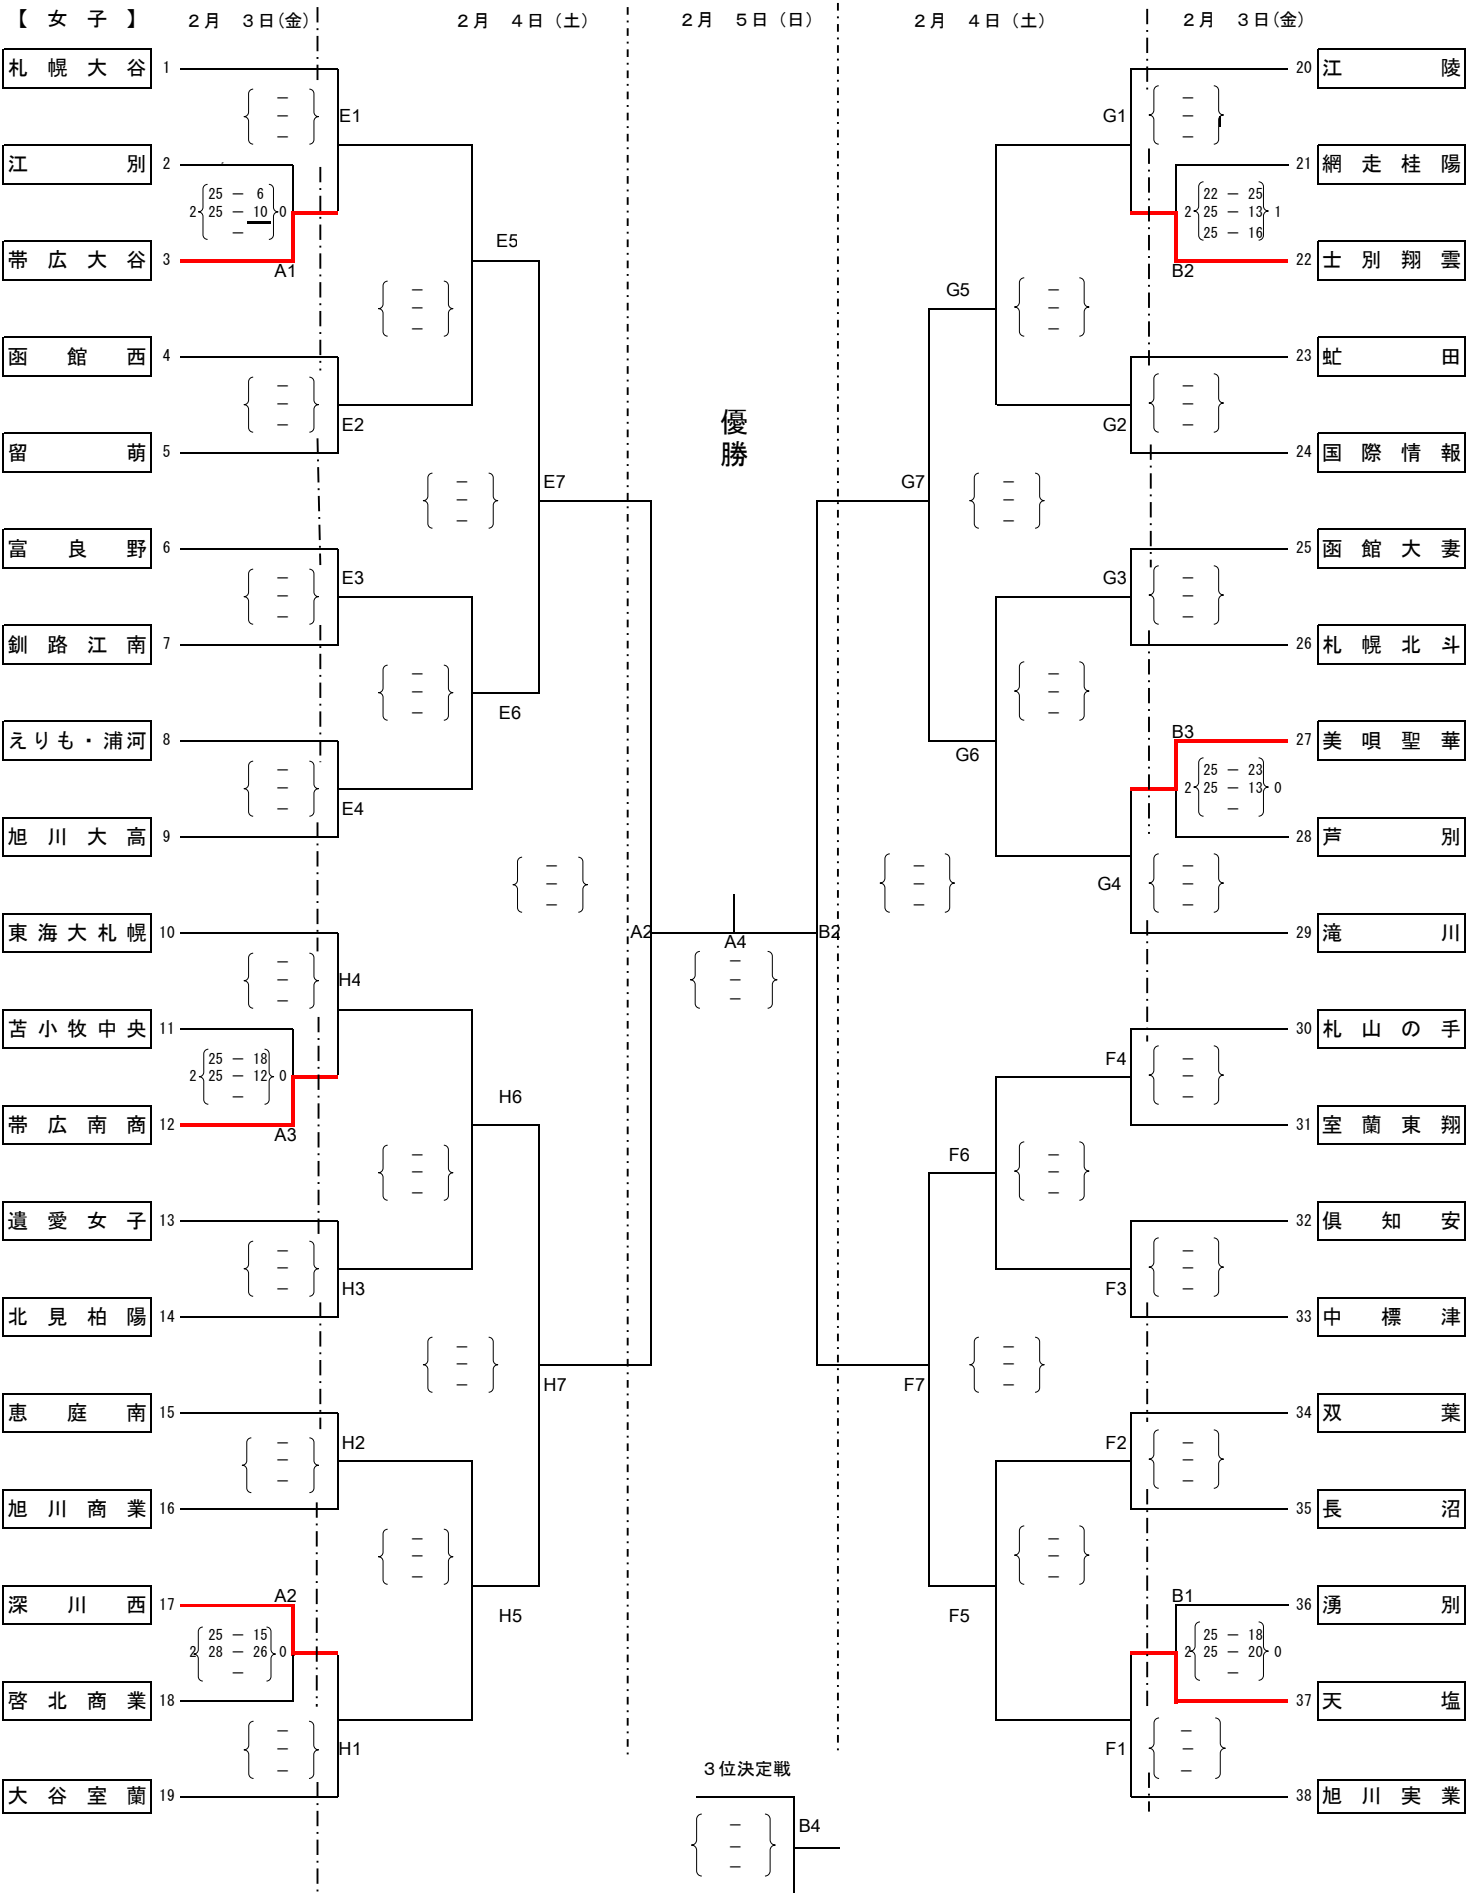 【 女 子 】 ２月 ３日(金) ２月 ４日（土） ２月 ５日（日） ２月 ４日（土） ２月 ３日(金)
札幌大谷 1
E1
江別 2
25 － 6
2 25 － 10 0
－
帯広大谷 3
A1
E5
函館西 4
E2
留萌 5
E7
富良野 6
E3
釧路江南 7
E6
えりも・浦河 8
E4
旭川大高 9
東海大札幌 10
H4
苫小牧中央 11
25 － 18
2 25 － 12 0
－
帯広南商 12
A3
H6
遺愛女子 13
H3
北見柏陽 14
H7
恵庭南 15
H2
旭川商業 16
深川西 17
A2
25 － 15
2 28 － 26 0
－
H5
啓北商業 18
H1
大谷室蘭 19
優
勝
A2
A4
B2
－
－
－
３位決定戦
B4
－
－
－
20 江陵
G1
21 網走桂陽
22 － 25
2 25 － 13 1
25 － 16
22 士別翔雲
B2
G5
23 虻田
G2
24 国際情報
G7
25 函館大妻
G3
26 札幌北斗
B3
27 美唄聖華
G6
25 － 23
2 25 － 13 0
－
28 芦別
G4
29 滝川
30 札山の手
F4
31 室蘭東翔
F6
32 倶知安
F3
33 中標津
F7
34 双葉
F2
35 長沼
B1
36 湧別
F5
25 － 18
2 25 － 20 0
－
37 天塩
F1
38 旭川実業